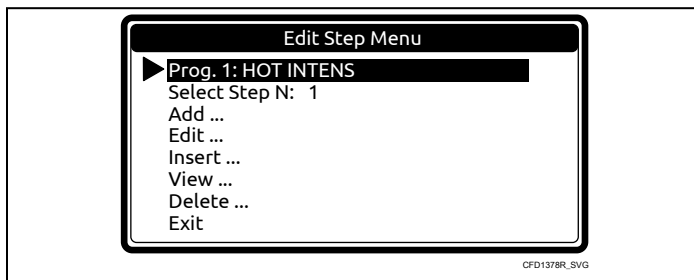 Edit Step Menu
Prog. 1: HOT INTENS
Select Step N: 1
Add ...
Edit ...
Insert ...
View ...
Delete ...
Exit
CFD1378R_SVG